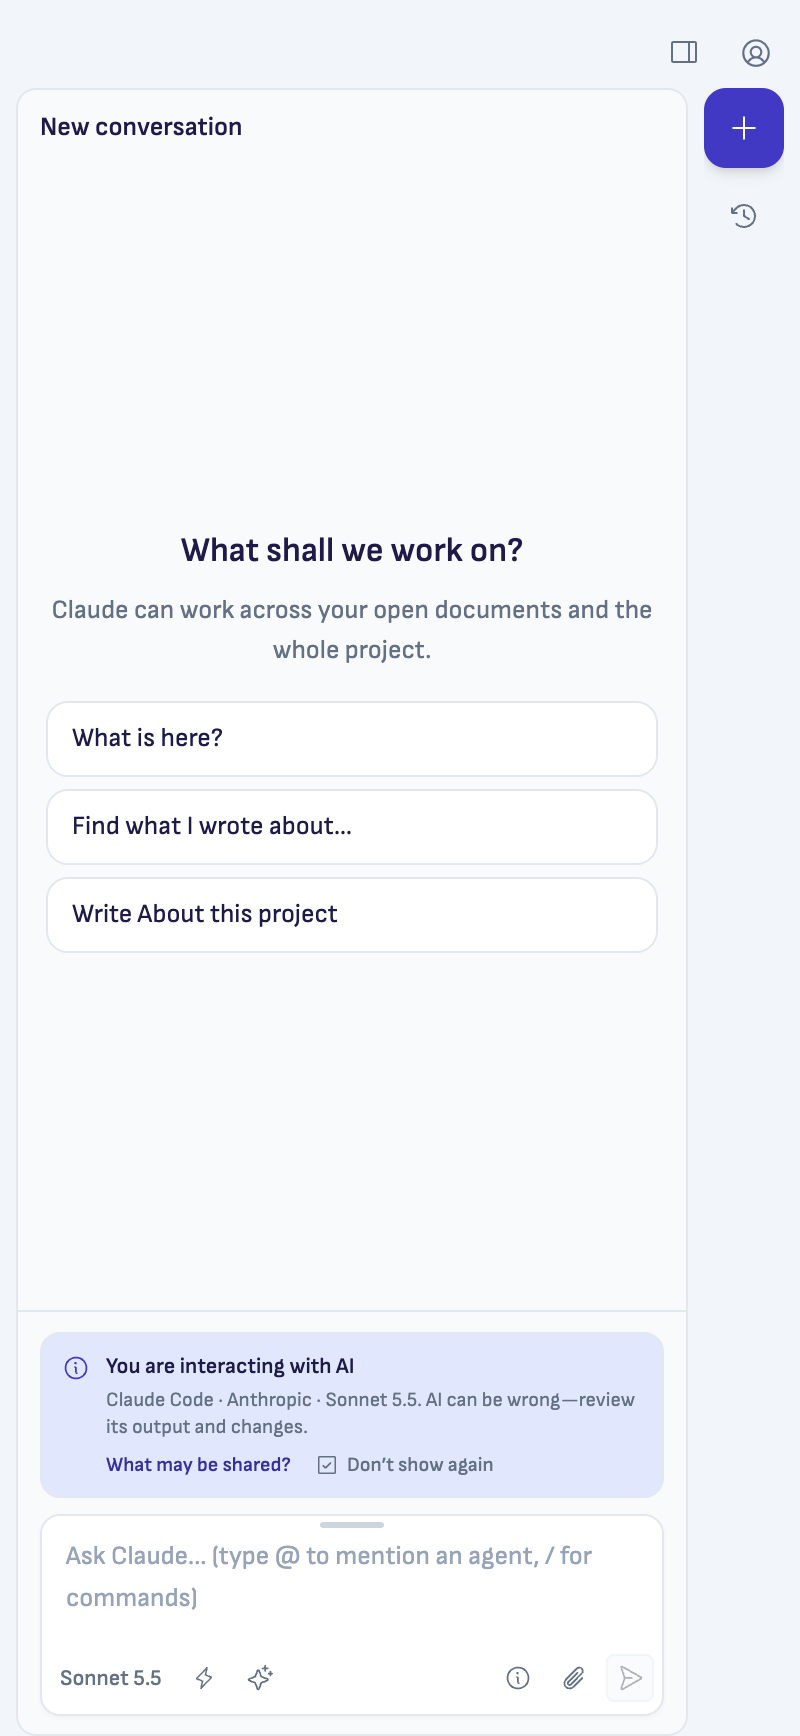 New conversation
What shall we work on?
Claude can work across your open documents and the
whole project.
What is here?
Find what I wrote about...
Write About this project
You are interacting with AI
Claude Code · Anthropic · Sonnet 5.5. AI can be wrong—review
its output and changes.
What may be shared? Don’t show again
Ask Claude... (type @ to mention an agent, / for
commands)
Sonnet 5.5